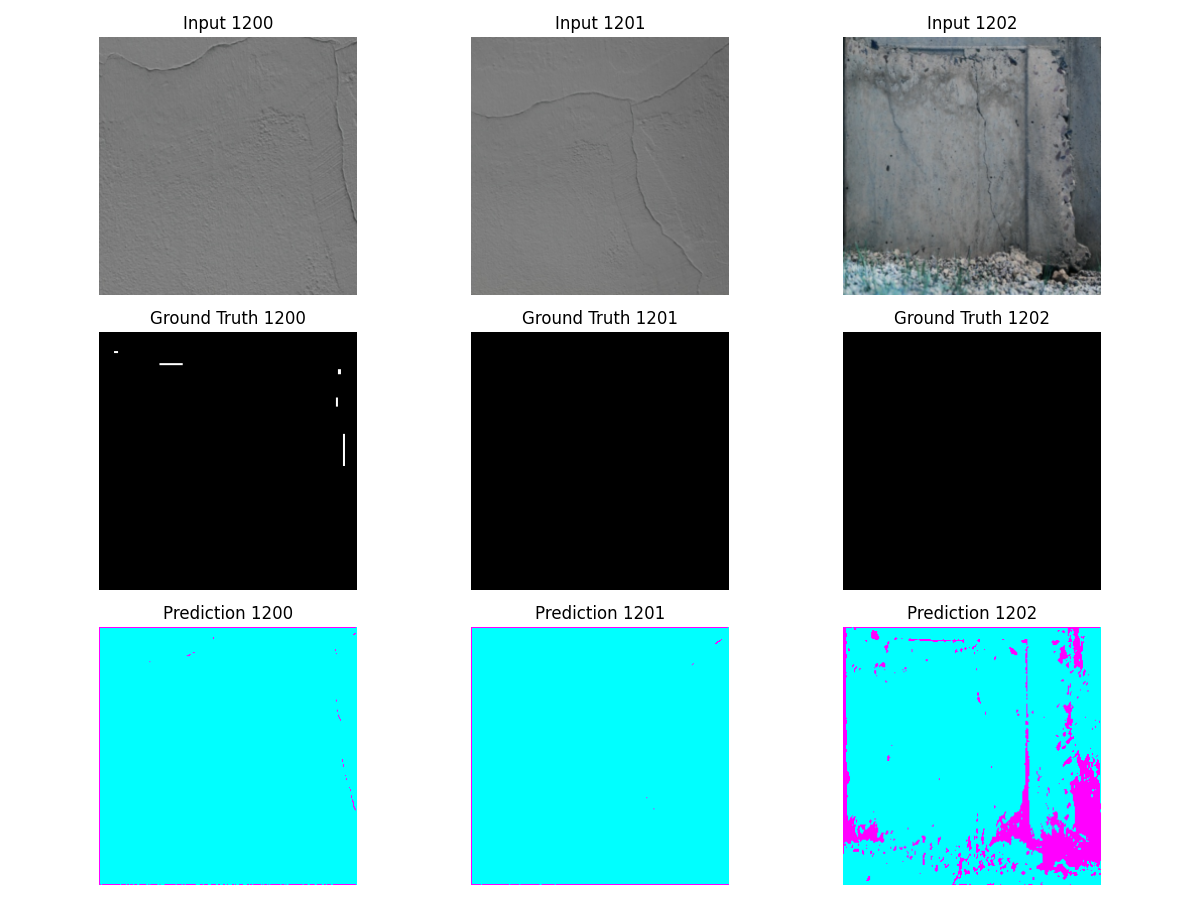 Input 1200
Input 1201
Input 1202
Ground Truth 1200
Ground Truth 1201
Ground Truth 1202
Prediction 1200
Prediction 1201
Prediction 1202